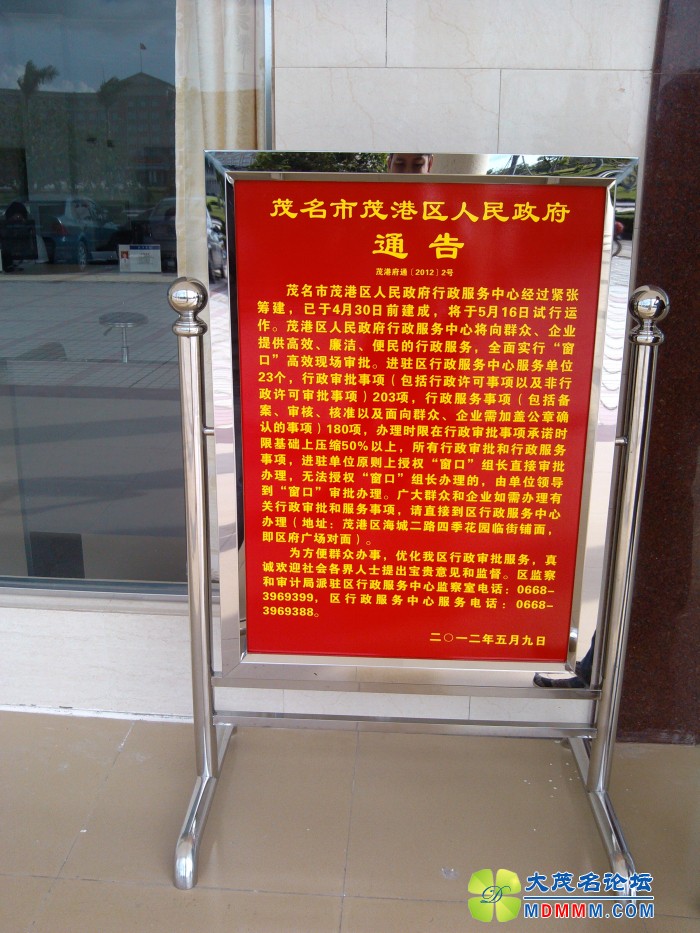 茂名市茂港区人民政府
通告
茂港府通〔2012〕2号
茂名市茂港区人民政府行政服务中心经过紧张
筹建，已于4月30日前建成，将于5月16日试行运
作。茂港区人民政府行政服务中心将向群众、企业
提供高效、廉洁、便民的行政服务，全面实行“窗
口”高效现场审批。进驻区行政服务中心服务单位
23个，行政审批事项（包括行政许可事项以及非行
政许可审批事项）203项，行政服务事项（包括备
案、审核、核准以及面向群众、企业需加盖公章确
认的事项）180项，办理时限在行政审批事项承诺时
限基础上压缩50%以上，所有行政审批和行政服务
事项，进驻单位原则上授权“窗口”组长直接审批
办理，无法授权“窗口”组长办理的，由单位领导
到“窗口”审批办理。广大群众和企业如需办理有
关行政审批和服务事项，请直接到区行政服务中心
办理（地址：茂港区海城二路四季花园临街铺面，
即区府广场对面）。
为方便群众办事，优化我区行政审批服务，真
诚欢迎社会各界人士提出宝贵意见和监督。区监察
和审计局派驻区行政服务中心监察室电话：0668-
3969399，区行政服务中心服务电话：0668-
3969388。
二〇一二年五月九日
大茂名论坛
MDMMM.COM